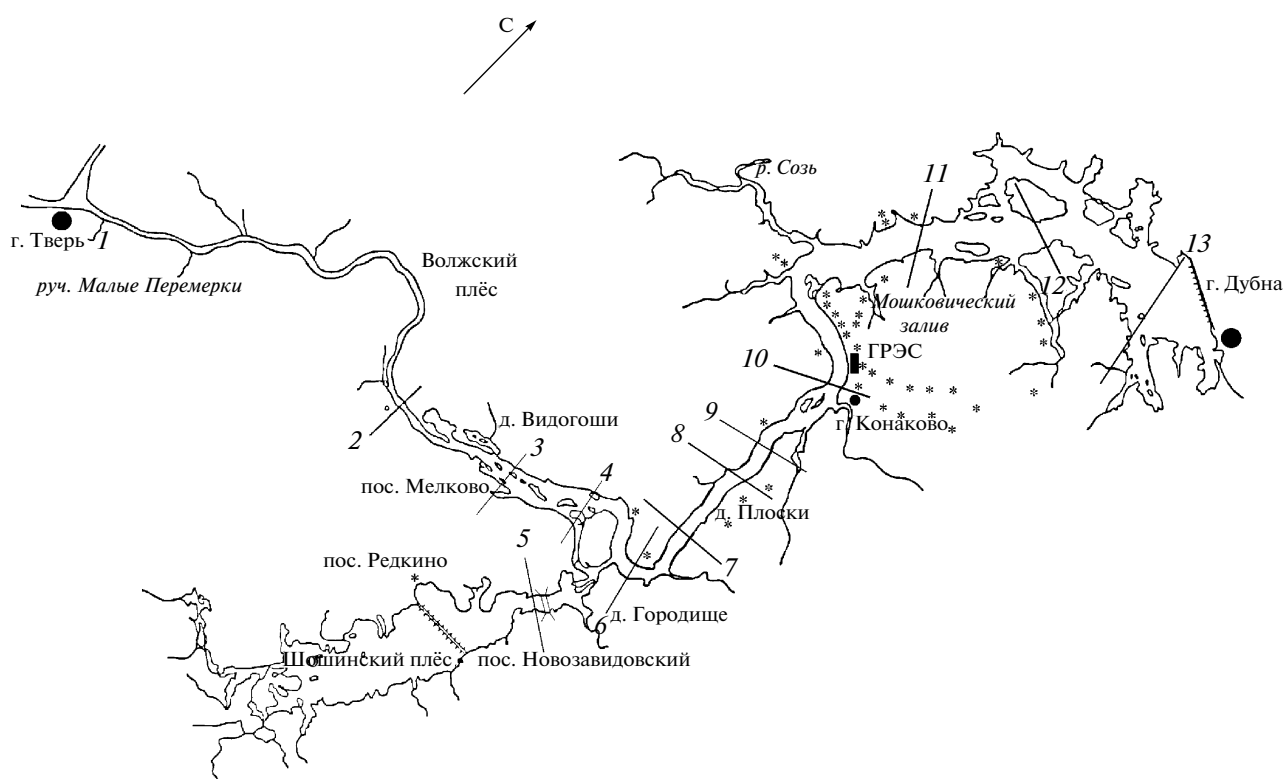 С
р. Созь
11
1
г. Тверь
руч. Малые Перемерки
Волжский
плёс
13
г. Дубна
12
Мошковический
залив
ГРЭС
10
г. Конаково
9
8
2
д. Видогоши
3
пос. Мелково
4
д. Плоски
5
7
пос. Редкино
6
д. Городище
Шошинский плёс
пос. Новозавидовский